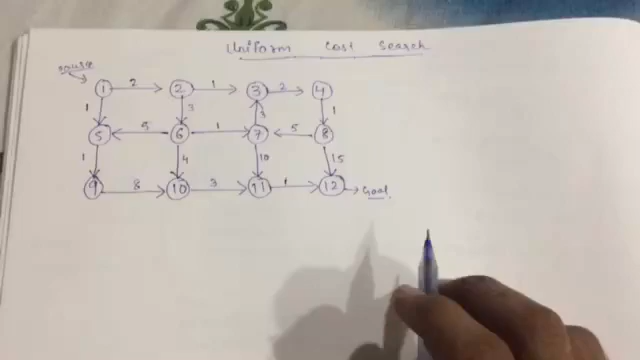 Uniform Cost Search
source
1 2 2 1 3 2 4
1 3 3 1
5 5 6 1 7 5 8
1 4 10 15
9 8 10 3 11 1 12 Goal